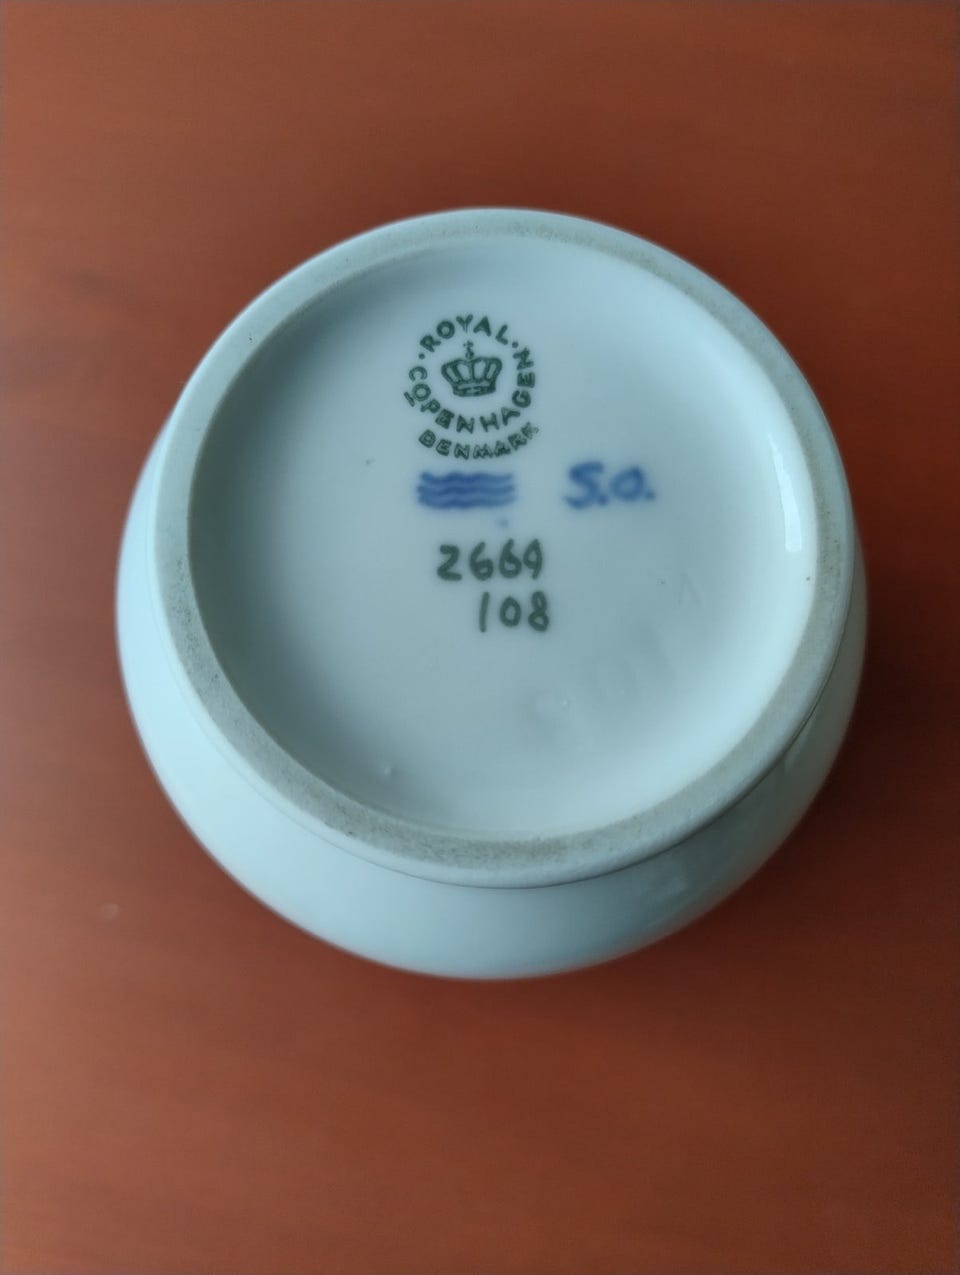 ROYAL · COPENHAGEN ·
DENMARK
S.O.
2669
108